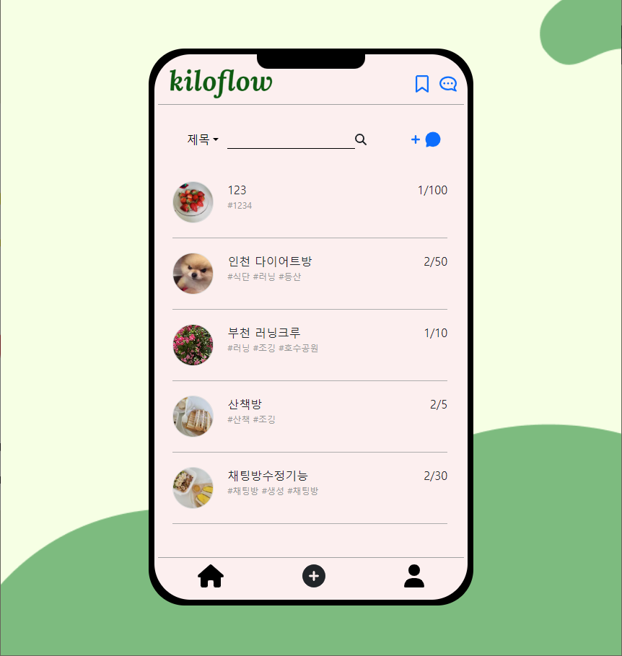 kiloflow
제목
123 1/100
#1234
인천 다이어트방 2/50
#식단 #러닝 #등산
부천 러닝크루 1/10
#러닝 #조깅 #호수공원
산책방 2/5
#산책 #조깅
채팅방수정기능 2/30
#채팅방 #생성 #채팅방